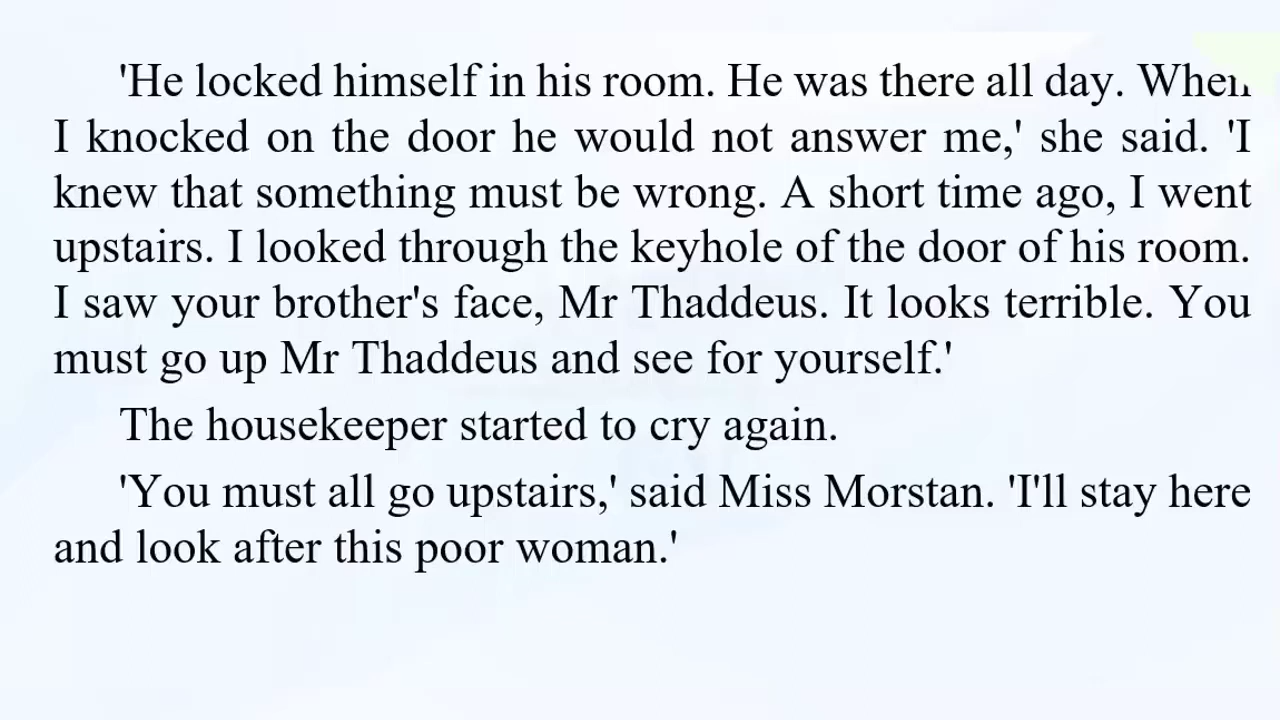 'He locked himself in his room. He was there all day. When
I knocked on the door he would not answer me,' she said. 'I
knew that something must be wrong. A short time ago, I went
upstairs. I looked through the keyhole of the door of his room.
I saw your brother's face, Mr Thaddeus. It looks terrible. You
must go up Mr Thaddeus and see for yourself.'
The housekeeper started to cry again.
'You must all go upstairs,' said Miss Morstan. 'I'll stay here
and look after this poor woman.'